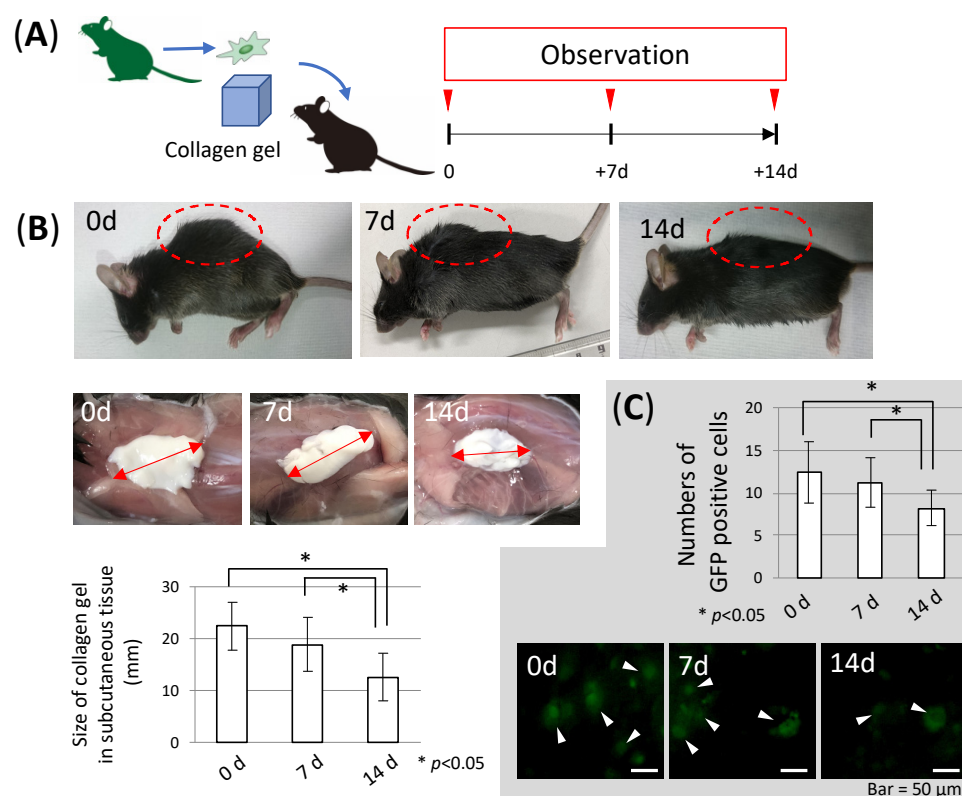 (A)
Collagen gel
Observation
0
+7d
+14d
(B)
0d
7d
14d
0d
7d
14d
Size of collagen gel
in subcutaneous tissue
(mm)
30
20
10
0
*
*
0 d
7 d
14 d
* p<0.05
(C)
Numbers of
GFP positive cells
20
15
10
5
0
*
*
0 d
7 d
14 d
* p<0.05
0d
7d
14d
Bar = 50 μm